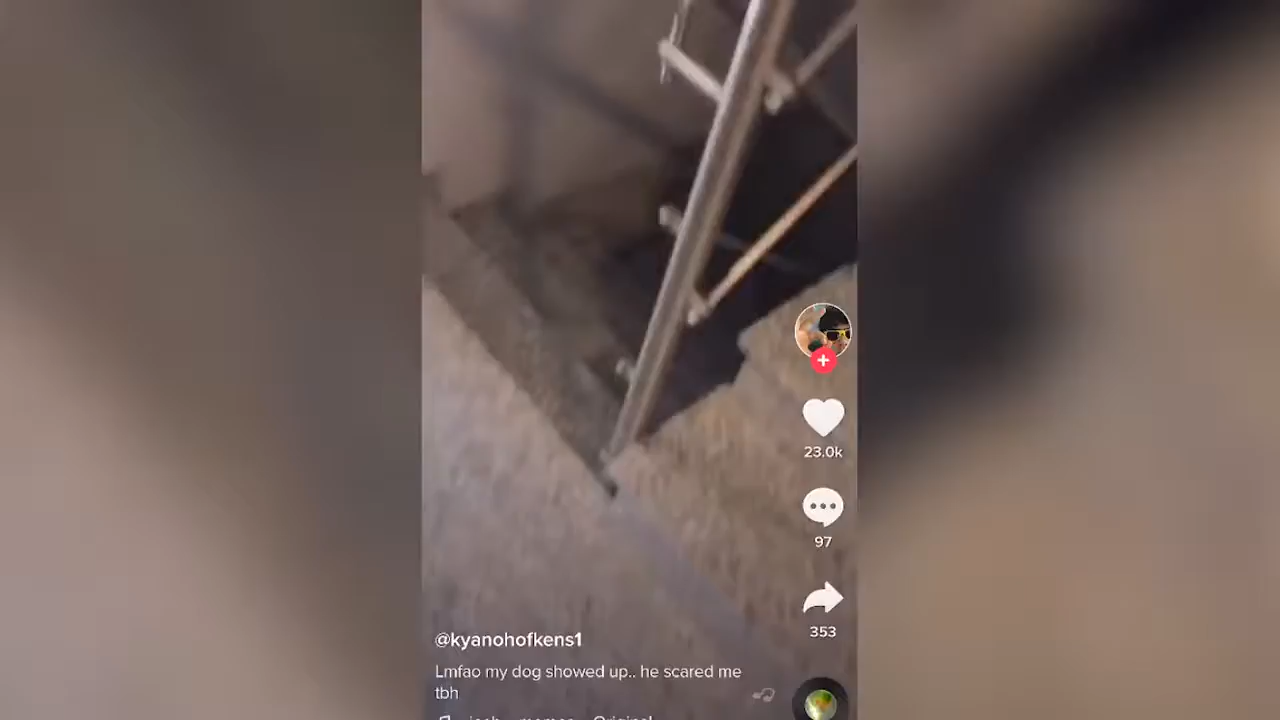 23.0k
97
353
@kyanohofkens1
Lmfao my dog showed up.. he scared me
tbh